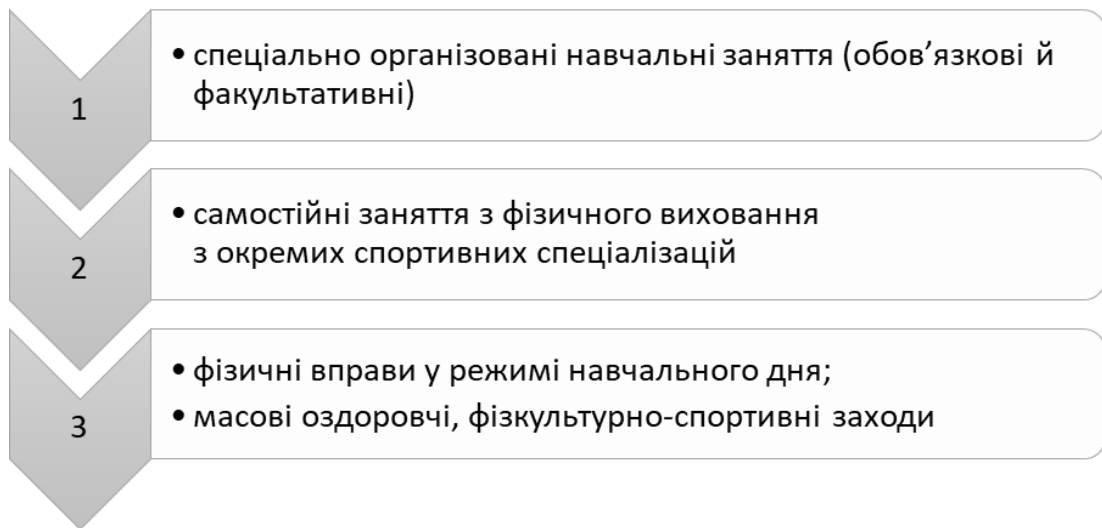 1
• спеціально організовані навчальні заняття (обов’язкові й
факультативні)
2
• самостійні заняття з фізичного виховання
з окремих спортивних спеціалізацій
3
• фізичні вправи у режимі навчального дня;
• масові оздоровчі, фізкультурно-спортивні заходи